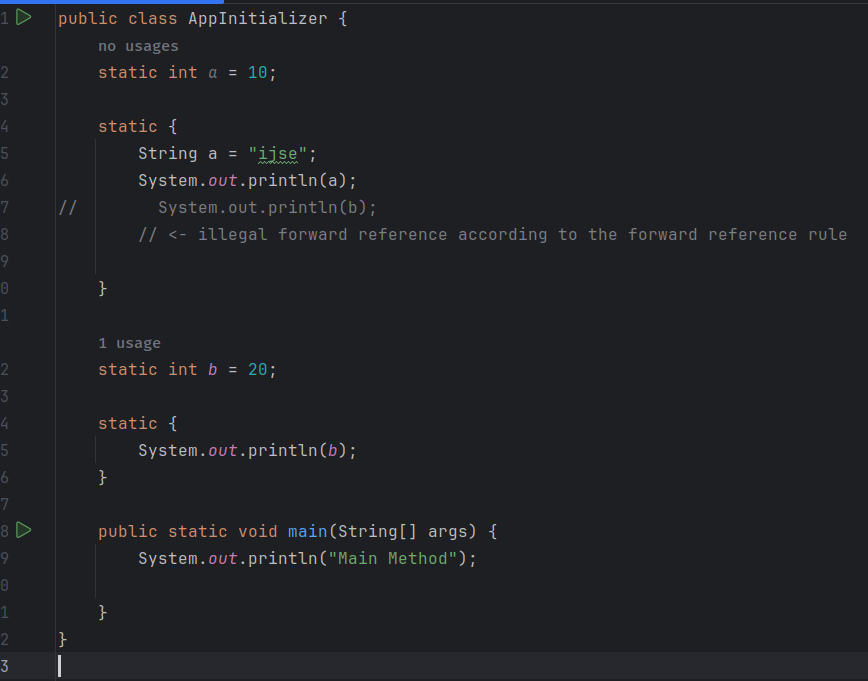 1 public class AppInitializer {
no usages
2 static int a = 10;
3
4 static {
5 String a = "ijse";
6 System.out.println(a);
7 // System.out.println(b);
8 // <- illegal forward reference according to the forward reference rule
9
0 }
1
1 usage
2 static int b = 20;
3
4 static {
5 System.out.println(b);
6 }
7
8 public static void main(String[] args) {
9 System.out.println("Main Method");
0
1 }
2 }
3